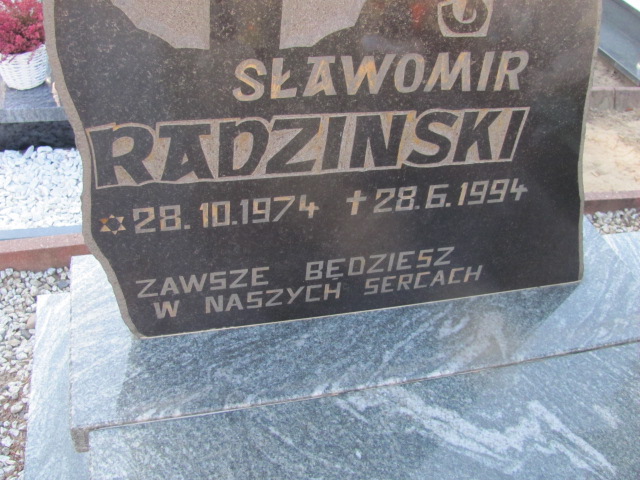 SŁAWOMIR
RADZINSKI
✡28.10.1974 ✝28.6.1994
ZAWSZE BĘDZIESZ
W NASZYCH SERCACH